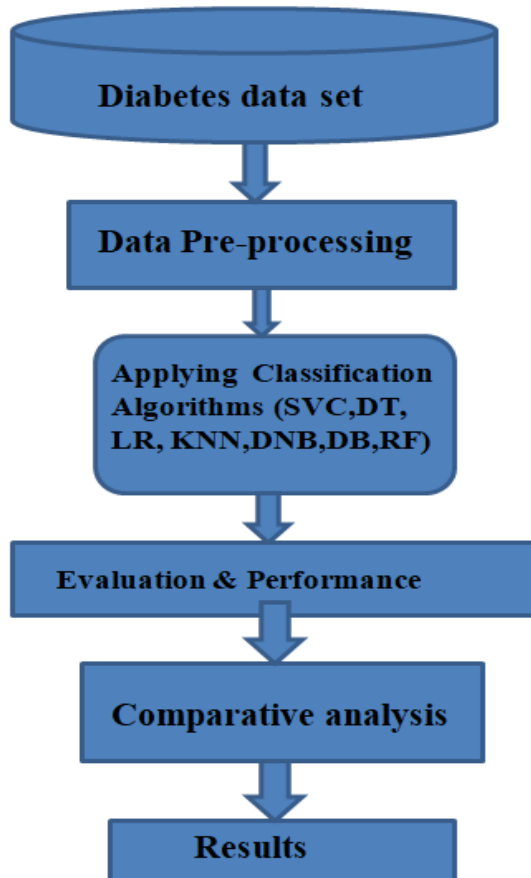 Diabetes data set
Data Pre-processing
Applying Classification
Algorithms (SVC,DT,
LR, KNN,DNB,DB,RF)
Evaluation & Performance
Comparative analysis
Results